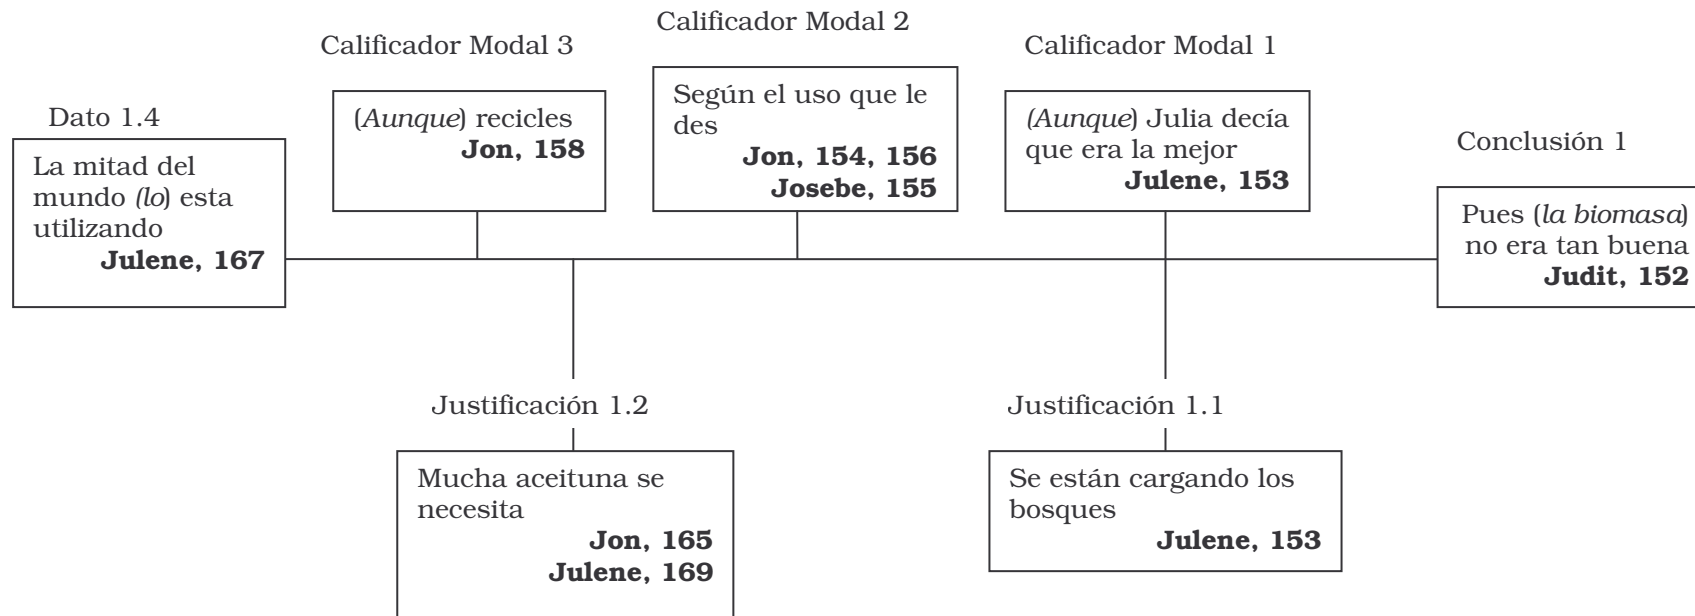 Calificador Modal 2
Calificador Modal 3
Calificador Modal 1
Dato 1.4
La mitad del
mundo (lo) esta
utilizando
Julene, 167
(Aunque) recicles
Jon, 158
Según el uso que le
des
Jon, 154, 156
Josebe, 155
(Aunque) Julia decía
que era la mejor
Julene, 153
Conclusión 1
Pues (la biomasa)
no era tan buena
Judit, 152
Justificación 1.2
Mucha aceituna se
necesita
Jon, 165
Julene, 169
Justificación 1.1
Se están cargando los
bosques
Julene, 153